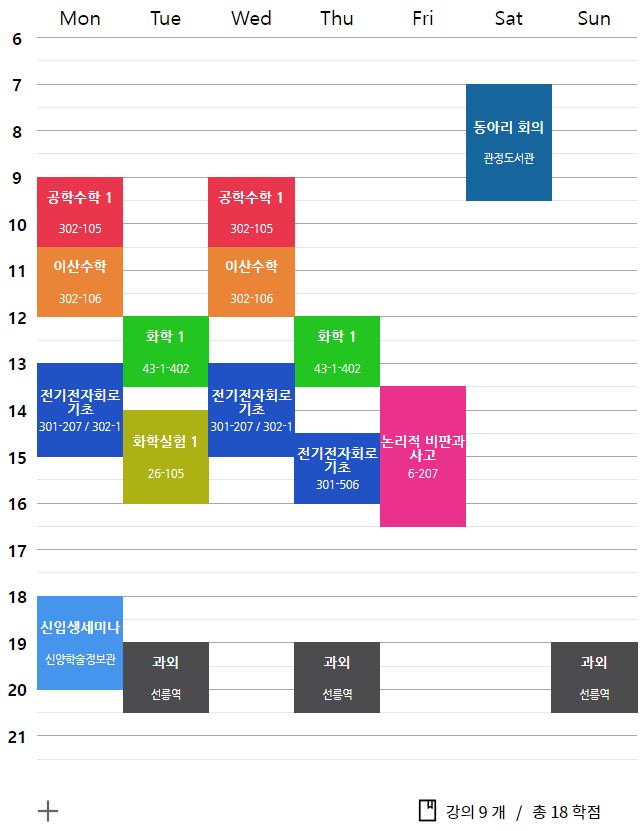 Mon Tue Wed Thu Fri Sat Sun
6
7
동아리 회의
8
관정도서관
9
공학수학 1 공학수학 1
302-105 302-105
10
이산수학 이산수학
11
302-106 302-106
12
화학 1 화학 1
43-1-402 43-1-402
13
전기전자회로 전기전자회로
기초 기초
14
301-207 / 302-1 301-207 / 302-1
화학실험 1 논리적 비판과
전기전자회로 사고
15
기초
26-105 6-207
301-506
16
17
18
신입생세미나
19
신양학술정보관
과외 과외 과외
20
선릉역 선릉역 선릉역
21
강의 9 개 / 총 18 학점